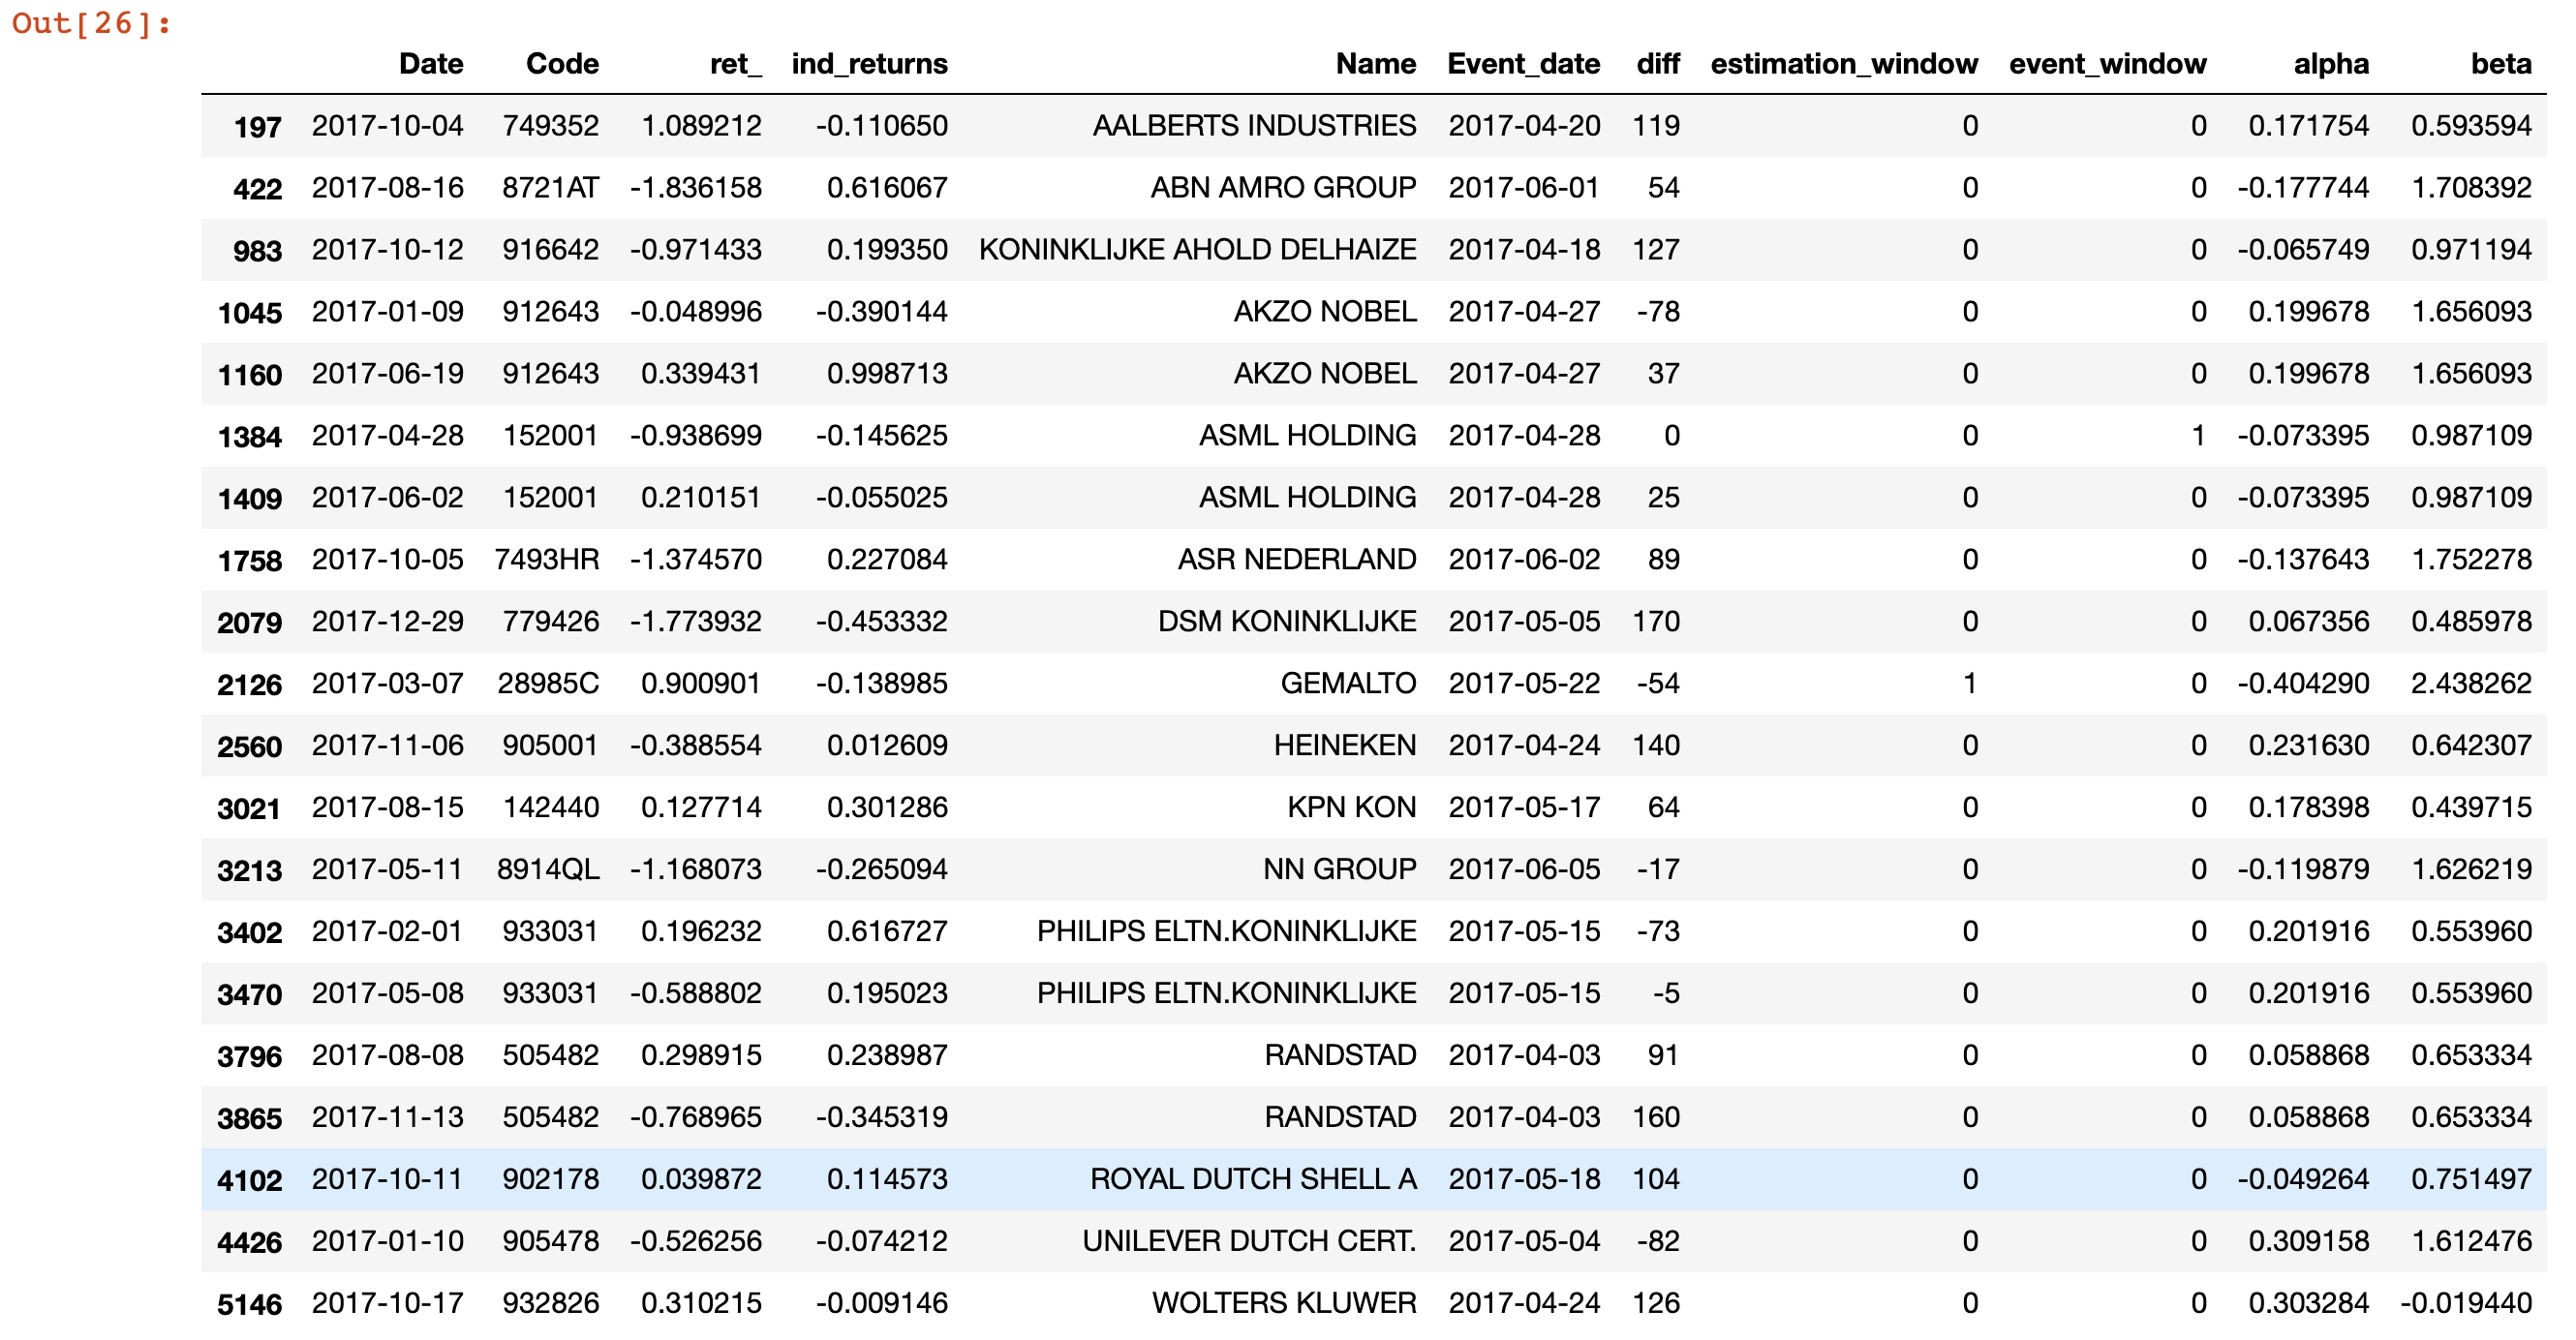 Out[26]:
Date Code ret_ ind_returns Name Event_date diff estimation_window event_window alpha beta
197 2017-10-04 749352 1.089212 -0.110650 AALBERTS INDUSTRIES 2017-04-20 119 0 0 0.171754 0.593594
422 2017-08-16 8721AT -1.836158 0.616067 ABN AMRO GROUP 2017-06-01 54 0 0 -0.177744 1.708392
983 2017-10-12 916642 -0.971433 0.199350 KONINKLIJKE AHOLD DELHAIZE 2017-04-18 127 0 0 -0.065749 0.971194
1045 2017-01-09 912643 -0.048996 -0.390144 AKZO NOBEL 2017-04-27 -78 0 0 0.199678 1.656093
1160 2017-06-19 912643 0.339431 0.998713 AKZO NOBEL 2017-04-27 37 0 0 0.199678 1.656093
1384 2017-04-28 152001 -0.938699 -0.145625 ASML HOLDING 2017-04-28 0 0 1 -0.073395 0.987109
1409 2017-06-02 152001 0.210151 -0.055025 ASML HOLDING 2017-04-28 25 0 0 -0.073395 0.987109
1758 2017-10-05 7493HR -1.374570 0.227084 ASR NEDERLAND 2017-06-02 89 0 0 -0.137643 1.752278
2079 2017-12-29 779426 -1.773932 -0.453332 DSM KONINKLIJKE 2017-05-05 170 0 0 0.067356 0.485978
2126 2017-03-07 28985C 0.900901 -0.138985 GEMALTO 2017-05-22 -54 1 0 -0.404290 2.438262
2560 2017-11-06 905001 -0.388554 0.012609 HEINEKEN 2017-04-24 140 0 0 0.231630 0.642307
3021 2017-08-15 142440 0.127714 0.301286 KPN KON 2017-05-17 64 0 0 0.178398 0.439715
3213 2017-05-11 8914QL -1.168073 -0.265094 NN GROUP 2017-06-05 -17 0 0 -0.119879 1.626219
3402 2017-02-01 933031 0.196232 0.616727 PHILIPS ELTN.KONINKLIJKE 2017-05-15 -73 0 0 0.201916 0.553960
3470 2017-05-08 933031 -0.588802 0.195023 PHILIPS ELTN.KONINKLIJKE 2017-05-15 -5 0 0 0.201916 0.553960
3796 2017-08-08 505482 0.298915 0.238987 RANDSTAD 2017-04-03 91 0 0 0.058868 0.653334
3865 2017-11-13 505482 -0.768965 -0.345319 RANDSTAD 2017-04-03 160 0 0 0.058868 0.653334
4102 2017-10-11 902178 0.039872 0.114573 ROYAL DUTCH SHELL A 2017-05-18 104 0 0 -0.049264 0.751497
4426 2017-01-10 905478 -0.526256 -0.074212 UNILEVER DUTCH CERT. 2017-05-04 -82 0 0 0.309158 1.612476
5146 2017-10-17 932826 0.310215 -0.009146 WOLTERS KLUWER 2017-04-24 126 0 0 0.303284 -0.019440